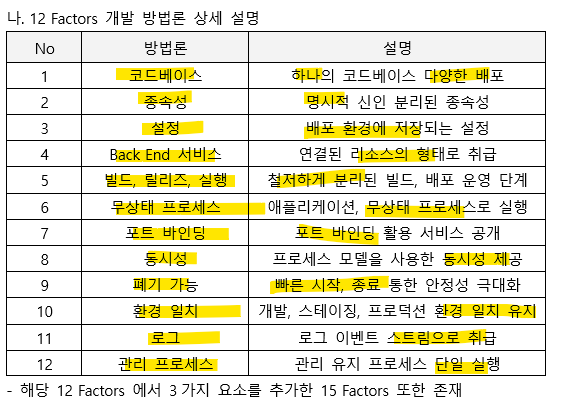 나. 12 Factors 개발 방법론 상세 설명
No 방법론 설명
1 코드베이스 하나의 코드베이스 다양한 배포
2 종속성 명시적 신인 분리된 종속성
3 설정 배포 환경에 저장되는 설정
4 Back End 서비스 연결된 리소스의 형태로 취급
5 빌드, 릴리즈, 실행 철저하게 분리된 빌드, 배포 운영 단계
6 무상태 프로세스 애플리케이션, 무상태 프로세스로 실행
7 포트 바인딩 포트 바인딩 활용 서비스 공개
8 동시성 프로세스 모델을 사용한 동시성 제공
9 폐기 가능 빠른 시작, 종료 통한 안정성 극대화
10 환경 일치 개발, 스테이징, 프로덕션 환경 일치 유지
11 로그 로그 이벤트 스트림으로 취급
12 관리 프로세스 관리 유지 프로세스 단일 실행
- 해당 12 Factors 에서 3가지 요소를 추가한 15 Factors 또한 존재